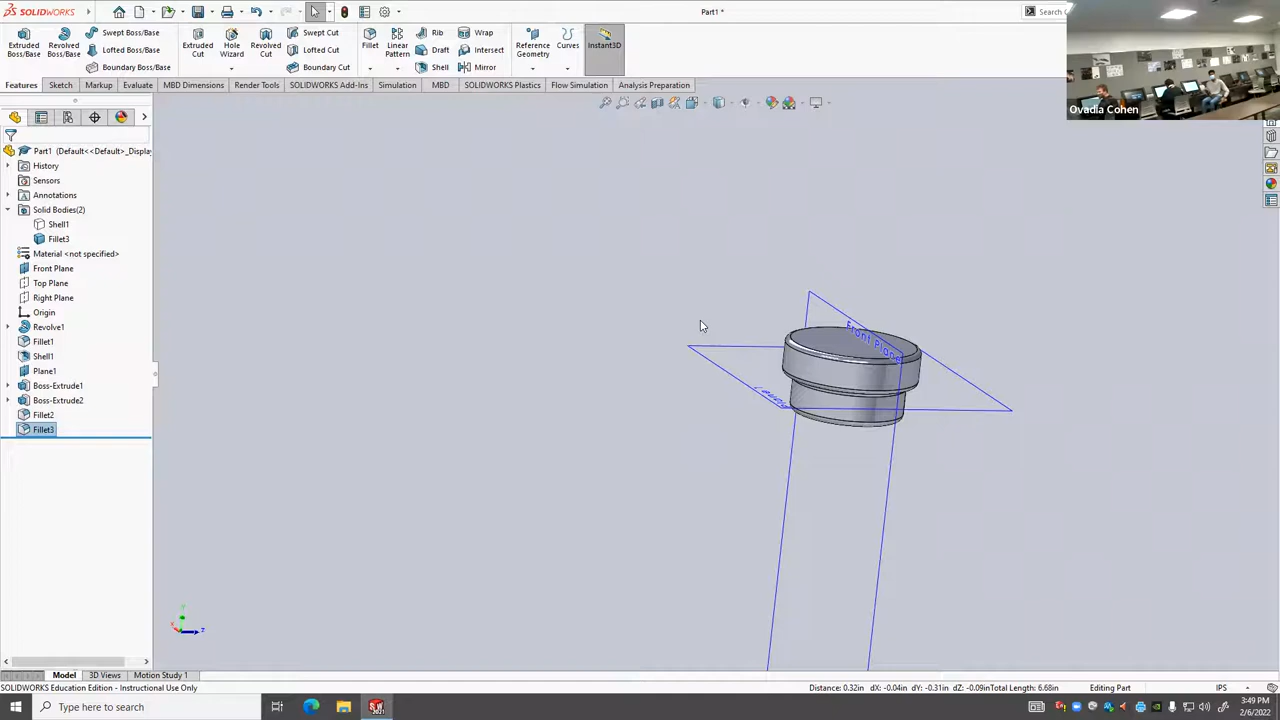 SOLIDWORKS
Part1 *
Search C
Extruded Boss/Base
Revolved Boss/Base
Swept Boss/Base
Lofted Boss/Base
Boundary Boss/Base
Extruded Cut
Hole Wizard
Revolved Cut
Swept Cut
Lofted Cut
Boundary Cut
Fillet
Linear Pattern
Rib
Draft
Shell
Wrap
Intersect
Mirror
Reference Geometry
Curves
Instant3D
Features
Sketch
Markup
Evaluate
MBD Dimensions
Render Tools
SOLIDWORKS Add-Ins
Simulation
MBD
SOLIDWORKS Plastics
Flow Simulation
Analysis Preparation
Ovadia Cohen
Part1 (Default<<Default>_Display
History
Sensors
Annotations
Solid Bodies(2)
Shell1
Fillet3
Material <not specified>
Front Plane
Top Plane
Right Plane
Origin
Revolve1
Fillet1
Shell1
Plane1
Boss-Extrude1
Boss-Extrude2
Fillet2
Fillet3
Front Plane
Y
X
Z
Model
3D Views
Motion Study 1
SOLIDWORKS Education Edition - Instructional Use Only
Distance: 0.32in dX: -0.04in dY: -0.31in dZ: -0.09inTotal Length: 6.68in
Editing Part
IPS
Type here to search
3:49 PM
2/6/2022